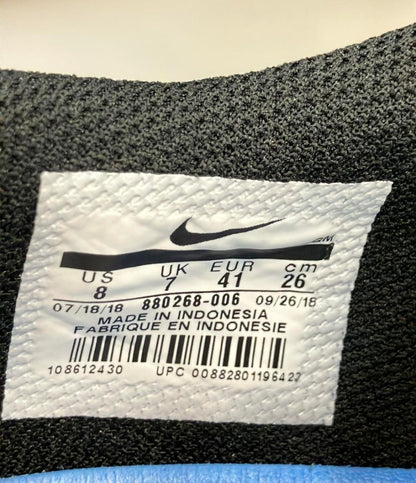 US UK EUR cm
8 7 41 26
07/18/18 880268-006 09/26/18
MADE IN INDONESIA
FABRIQUE EN INDONESIE
108612430 UPC 00882801196427